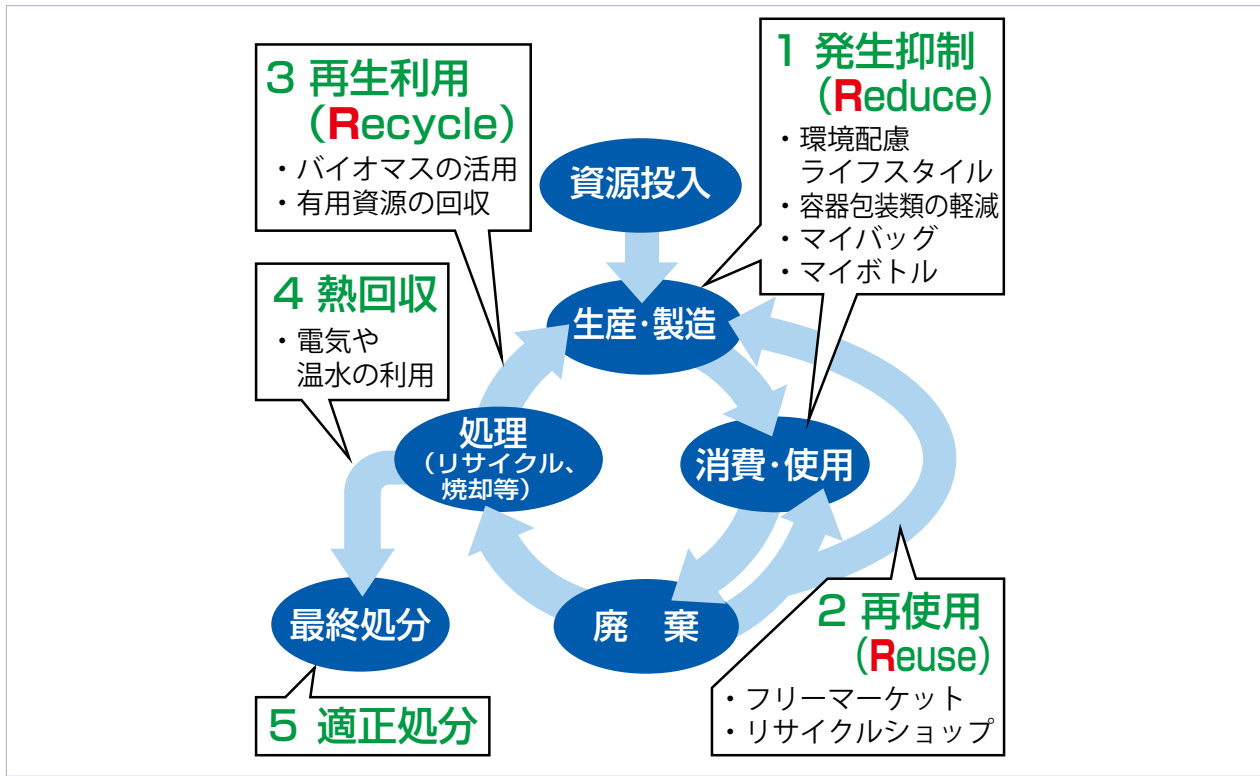 1 発生抑制
（Reduce）
・環境配慮
ライフスタイル
・容器包装類の軽減
・マイバッグ
・マイボトル
3 再生利用
（Recycle）
・バイオマスの活用
・有用資源の回収
資源投入
4 熱回収
・電気や
温水の利用
生産・製造
処理
（リサイクル、
焼却等）
消費・使用
最終処分
廃　棄
2 再使用
（Reuse）
・フリーマーケット
・リサイクルショップ
5 適正処分